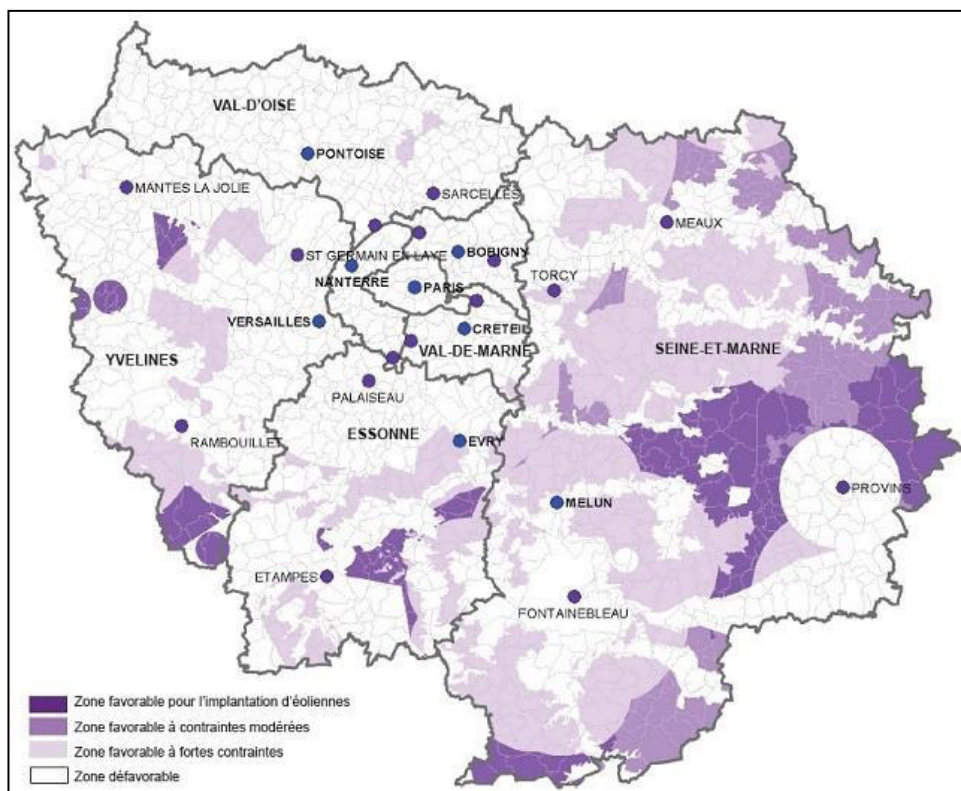 VAL-D'OISE
PONTOISE
MANTES LA JOLIE
SARCELLES
MEAUX
ST GERMAIN EN LAYE
BOBIGNY
NANTERRE
TORCY
PARIS
VERSAILLES
CRETEIL
YVELINES
VAL-DE-MARNE
SEINE-ET-MARNE
PALAISEAU
RAMBOUILLET
ESSONNE
EVRY
PROVINS
MELUN
ETAMPES
FONTAINEBLEAU
Zone favorable pour l'implantation d'éoliennes
Zone favorable à contraintes modérées
Zone favorable à fortes contraintes
Zone défavorable